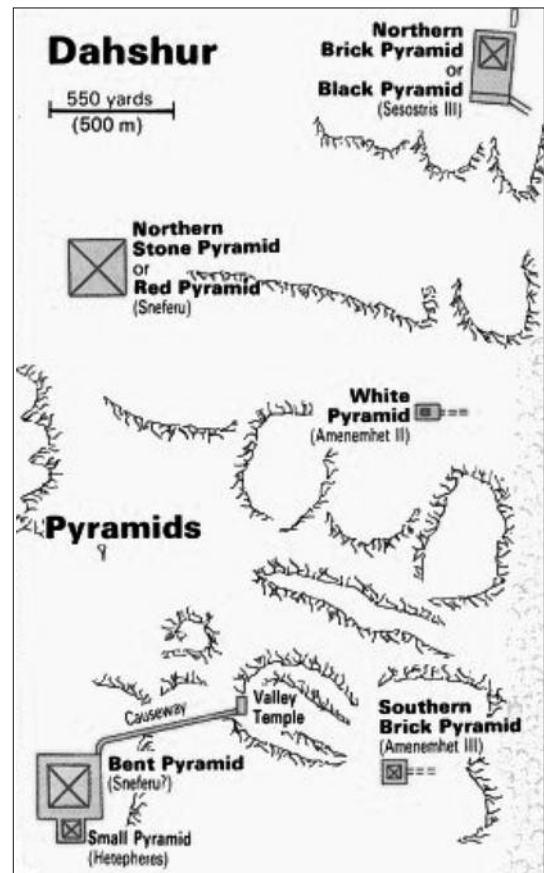 Dahshur
550 yards
(500 m)
Northern
Brick Pyramid
or
Black Pyramid
(Sesostris III)
Northern
Stone Pyramid
or
Red Pyramid
(Sneferu)
White
Pyramid
(Amenemhet II)
Pyramids
Causeway
Valley
Temple
Southern
Brick Pyramid
(Amenemhet III)
Bent Pyramid
(Sneferu?)
Small Pyramid
(Hetepheres)